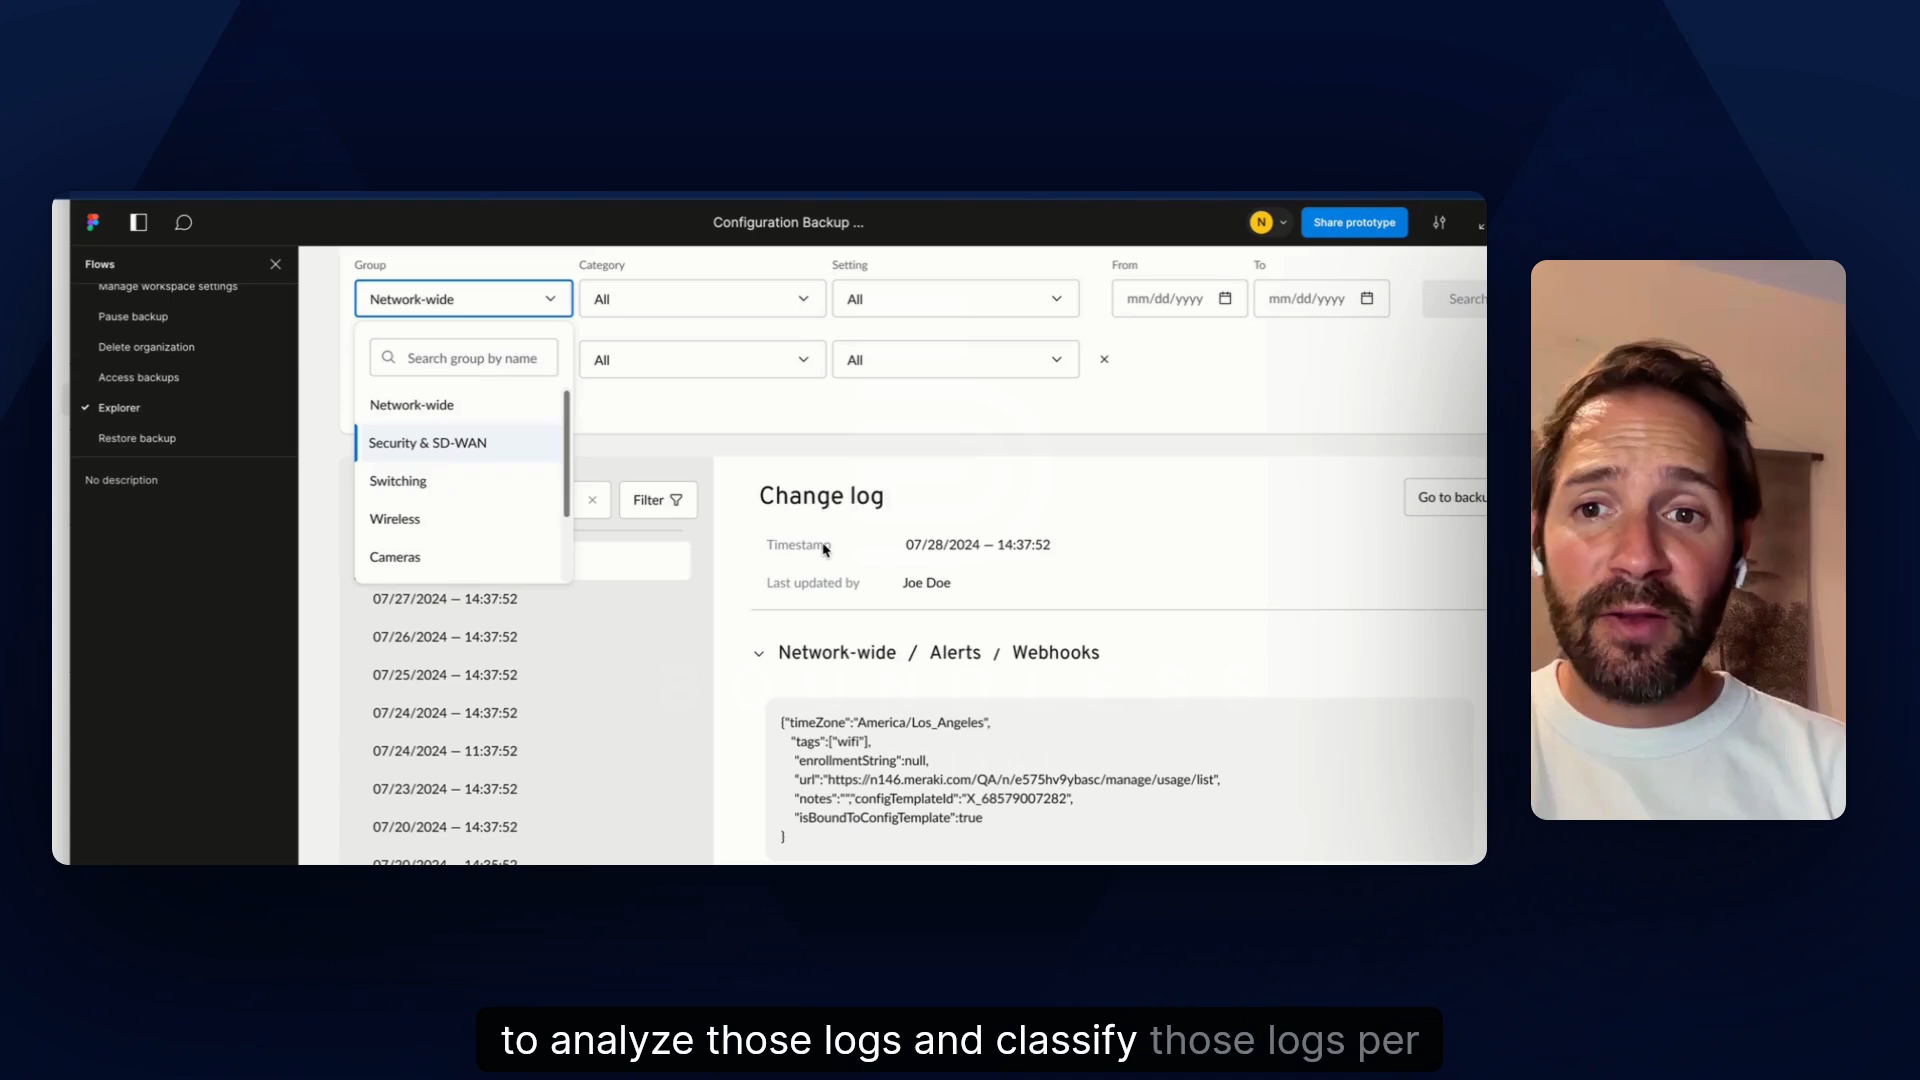 Configuration Backup ...
N
Share prototype
Flows
Manage workspace settings
Pause backup
Delete organization
Access backups
Explorer
Restore backup
No description
Group
Category
Setting
From
To
Network-wide
All
All
mm/dd/yyyy
mm/dd/yyyy
Search
Search group by name
All
All
Network-wide
Security & SD-WAN
Switching
Wireless
Cameras
Filter
07/27/2024 – 14:37:52
07/26/2024 – 14:37:52
07/25/2024 – 14:37:52
07/24/2024 – 14:37:52
07/24/2024 – 11:37:52
07/23/2024 – 14:37:52
07/20/2024 – 14:37:52
07/20/2024 – 14:35:52
Change log
Go to backu
Timestamp
07/28/2024 – 14:37:52
Last updated by
Joe Doe
Network-wide / Alerts / Webhooks
{"timeZone":"America/Los_Angeles",
"tags":["wifi"],
"enrollmentString":null,
"url":"https://n146.meraki.com/QA/n/e575hv9ybasc/manage/usage/list",
"notes":"","configTemplateId":"X_68579007282",
"isBoundToConfigTemplate":true
}
to analyze those logs and classify those logs per